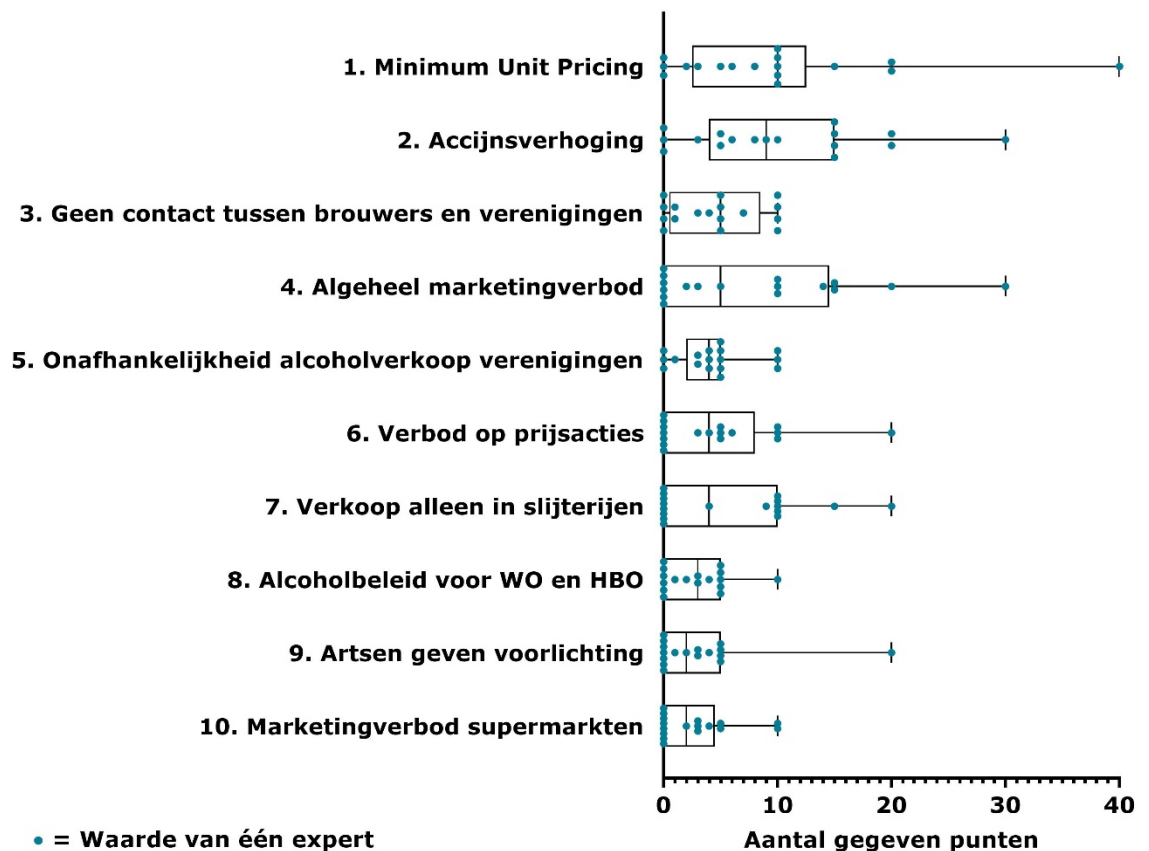 1. Minimum Unit Pricing
2. Accijnsverhoging
3. Geen contact tussen brouwers en verenigingen
4. Algeheel marketingverbod
5. Onafhankelijkheid alcoholverkoop verenigingen
6. Verbod op prijsacties
7. Verkoop alleen in slijterijen
8. Alcoholbeleid voor WO en HBO
9. Artsen geven voorlichting
10. Marketingverbod supermarkten
0 10 20 30 40
= Waarde van één expert
Aantal gegeven punten